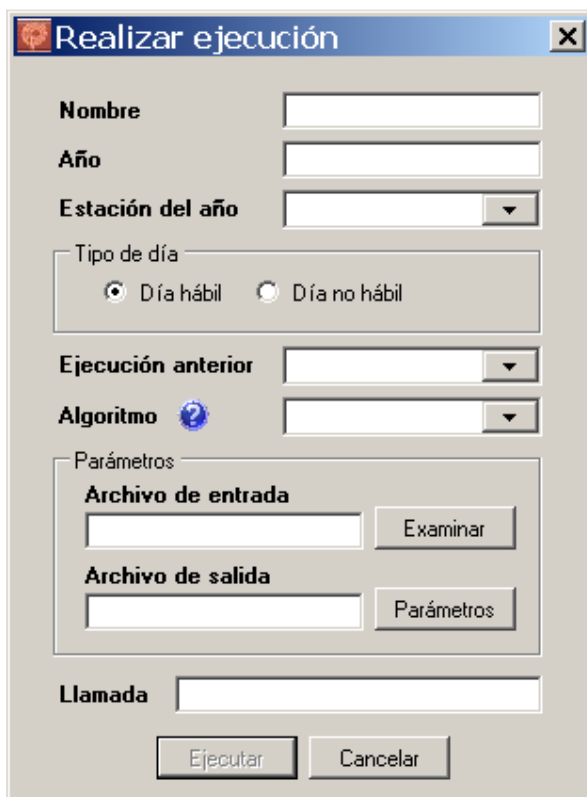 Realizar ejecución
Nombre
Año
Estación del año
Tipo de día
Día hábil Día no hábil
Ejecución anterior
Algoritmo ?
Parámetros
Archivo de entrada
Examinar
Archivo de salida
Parámetros
Llamada
Ejecutar Cancelar